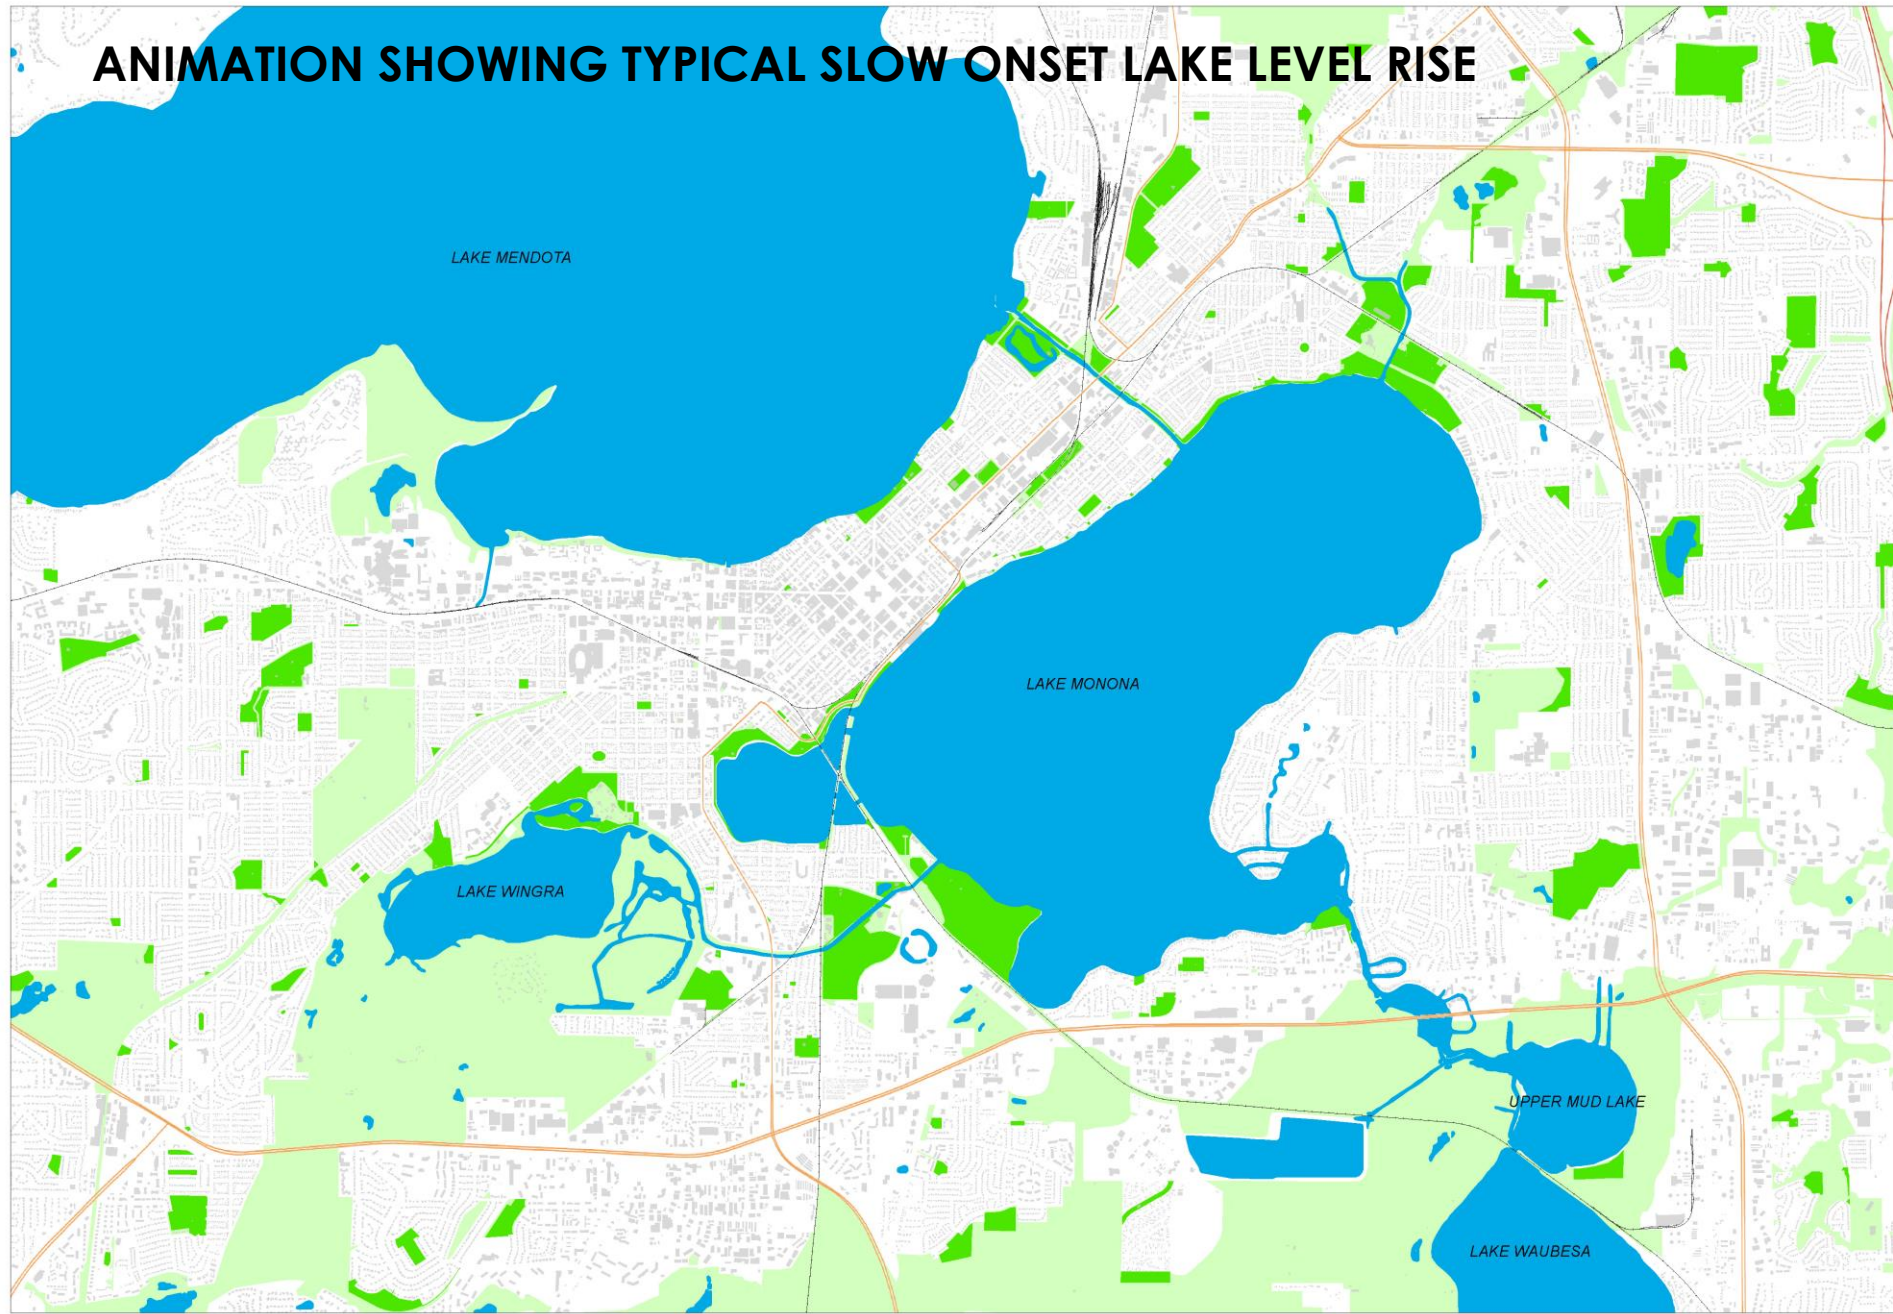 ANIMATION SHOWING TYPICAL SLOW ONSET LAKE LEVEL RISE
LAKE MENDOTA
LAKE MONONA
LAKE WINGRA
UPPER MUD LAKE
LAKE WAUBESA